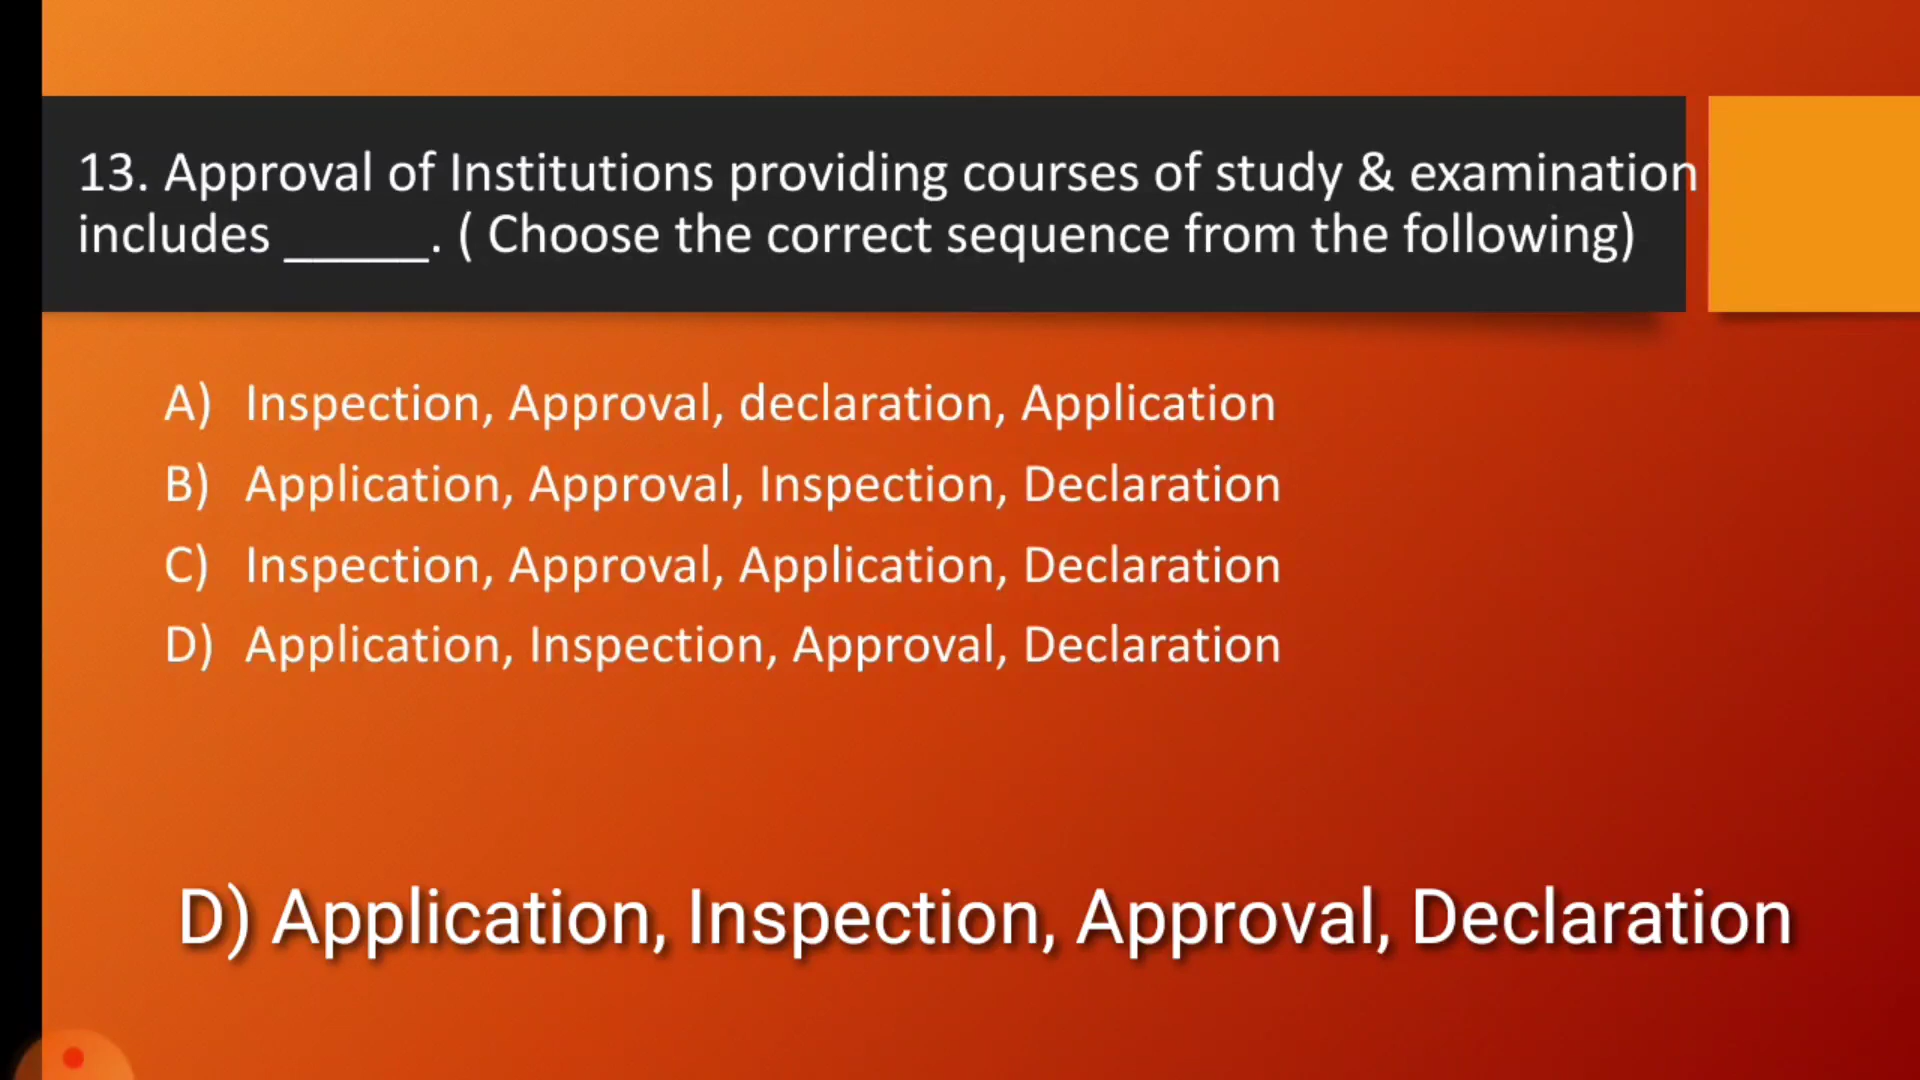 13. Approval of Institutions providing courses of study & examination
includes _____. ( Choose the correct sequence from the following)
A) Inspection, Approval, declaration, Application
B) Application, Approval, Inspection, Declaration
C) Inspection, Approval, Application, Declaration
D) Application, Inspection, Approval, Declaration
D) Application, Inspection, Approval, Declaration